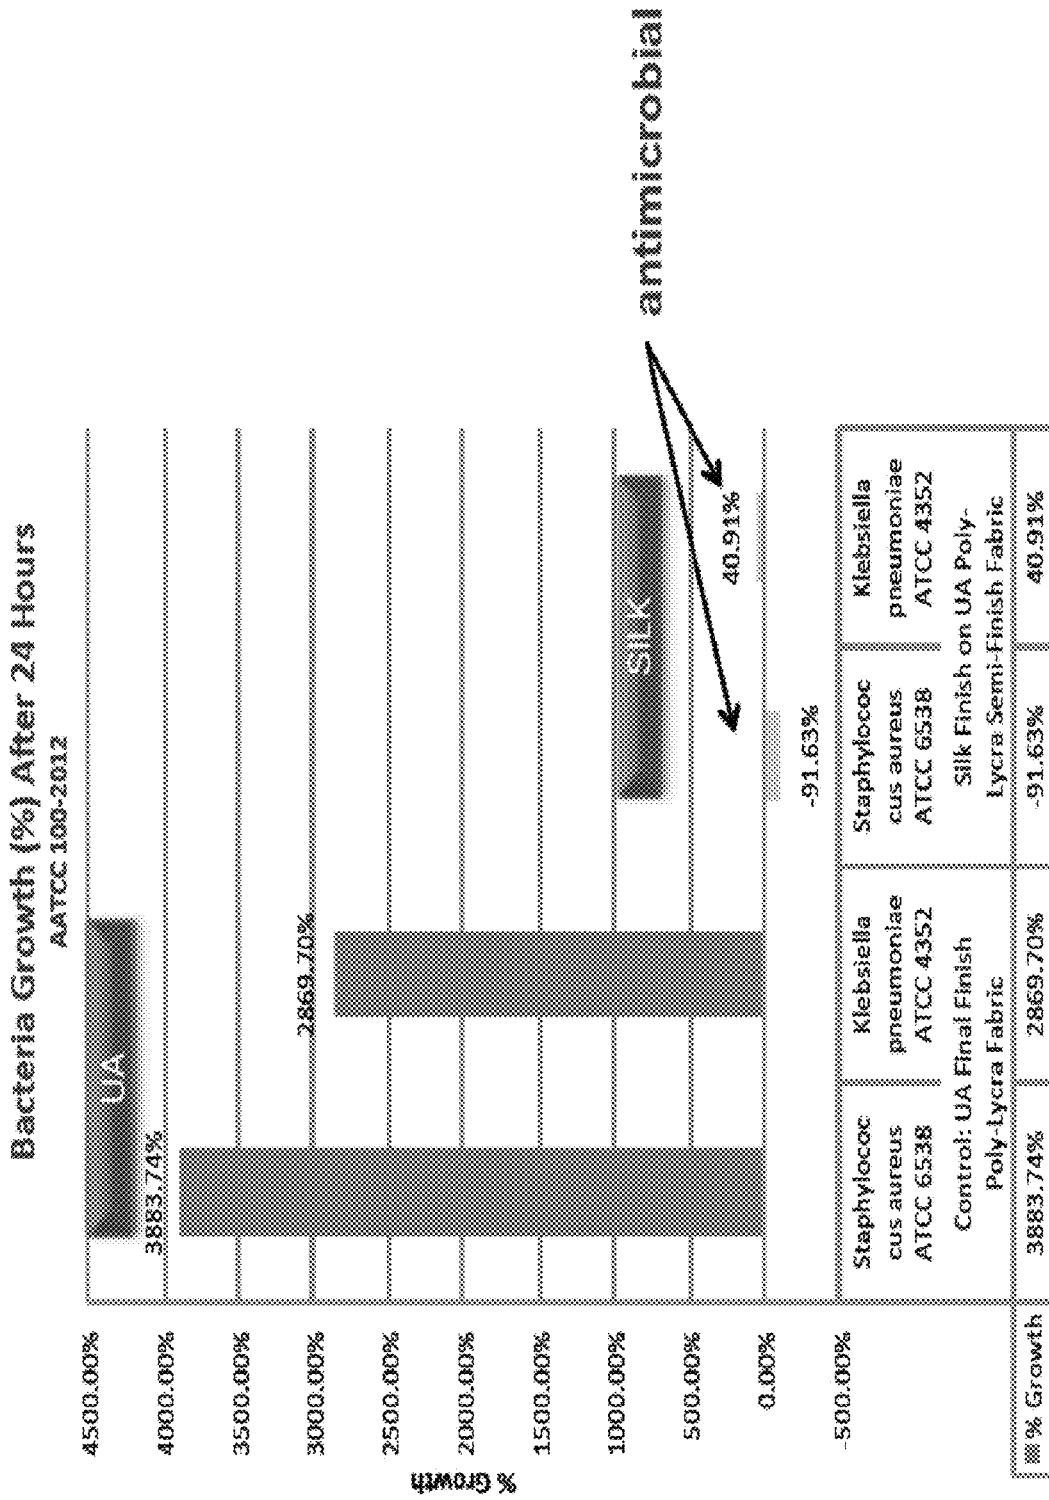 Bacteria Growth (%) After 24 Hours
AATCC 100-2012
% Growth
4500.00%
4000.00%
3500.00%
3000.00%
2500.00%
2000.00%
1500.00%
1000.00%
500.00%
0.00%
-500.00%
UA
3883.74%
2869.70%
SILK
-91.63%
40.91%
antimicrobial
Staphylococ
cus aureus
ATCC 6538
Klebsiella
pneumoniae
ATCC 4352
Staphylococ
cus aureus
ATCC 6538
Klebsiella
pneumoniae
ATCC 4352
Control: UA Final Finish
Poly-Lycra Fabric
Silk Finish on UA Poly-
Lycra Semi-Finish Fabric
% Growth 3883.74% 2869.70% -91.63% 40.91%